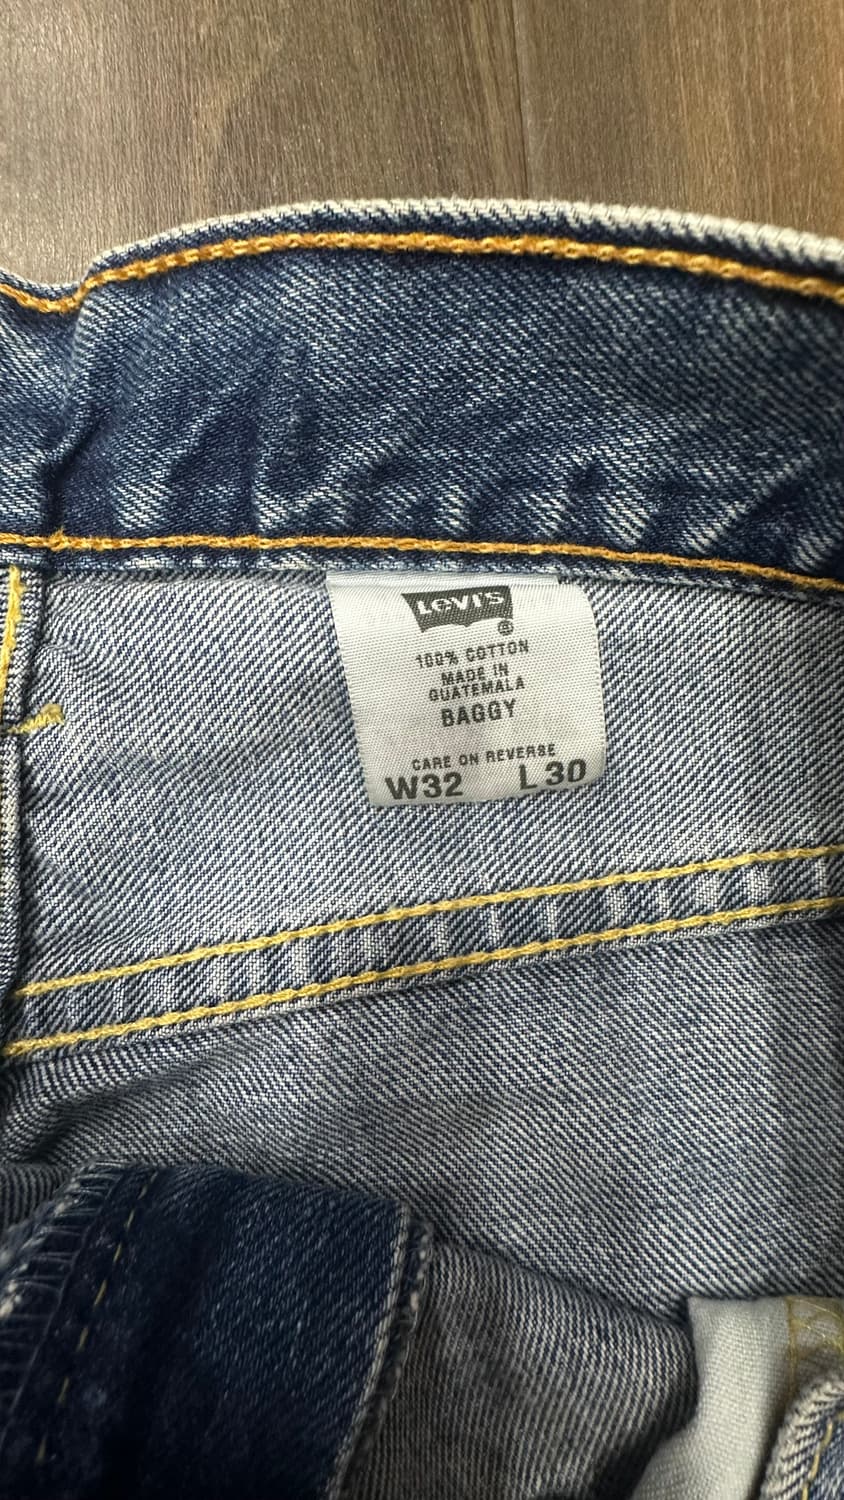 LEVI'S
®
100% COTTON
MADE IN
GUATEMALA
BAGGY
CARE ON REVERSE
W32 L30